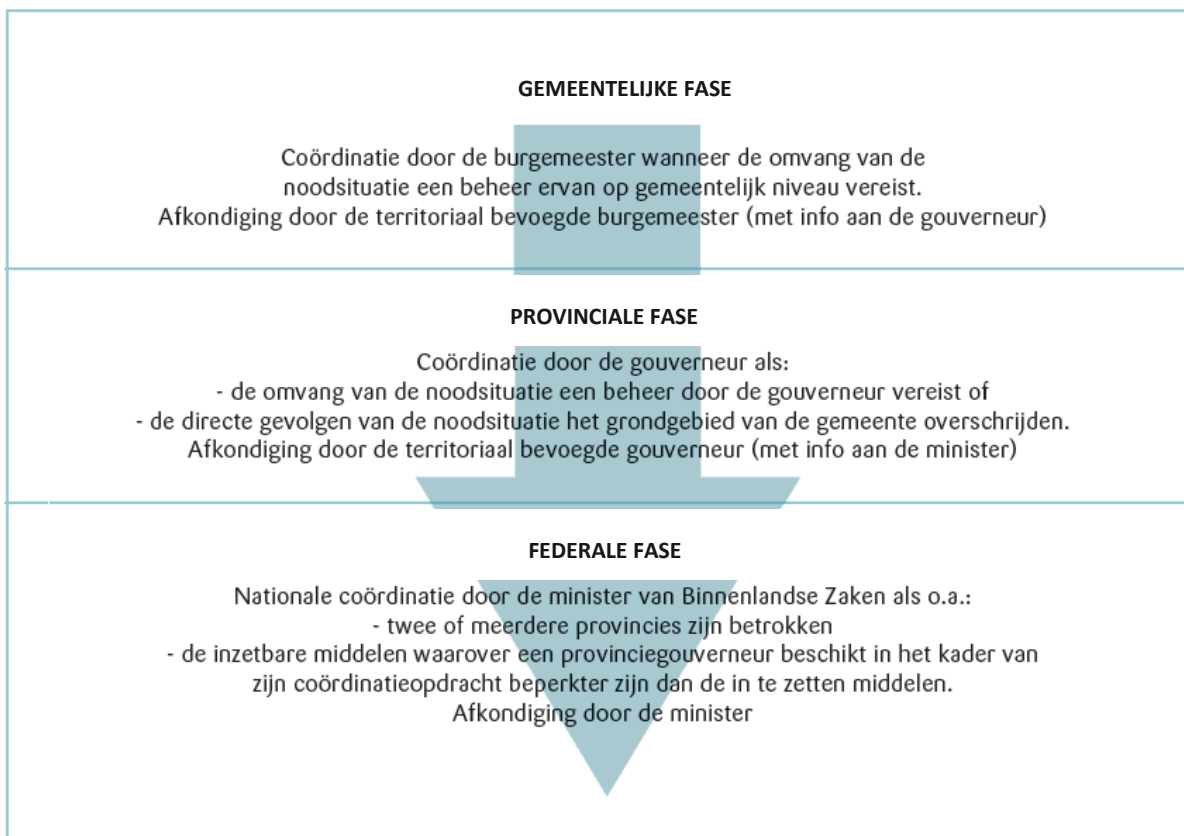 GEMEENTELIJKE FASE
Coördinatie door de burgemeester wanneer de omvang van de
noodsituatie een beheer ervan op gemeentelijk niveau vereist.
Afkondiging door de territoriaal bevoegde burgemeester (met info aan de gouverneur)
PROVINCIALE FASE
Coördinatie door de gouverneur als:
- de omvang van de noodsituatie een beheer door de gouverneur vereist of
- de directe gevolgen van de noodsituatie het grondgebied van de gemeente overschrijden.
Afkondiging door de territoriaal bevoegde gouverneur (met info aan de minister)
FEDERALE FASE
Nationale coördinatie door de minister van Binnenlandse Zaken als o.a.:
- twee of meerdere provincies zijn betrokken
- de inzetbare middelen waarover een provinciegouverneur beschikt in het kader van
zijn coördinatieopdracht beperkter zijn dan de in te zetten middelen.
Afkondiging door de minister